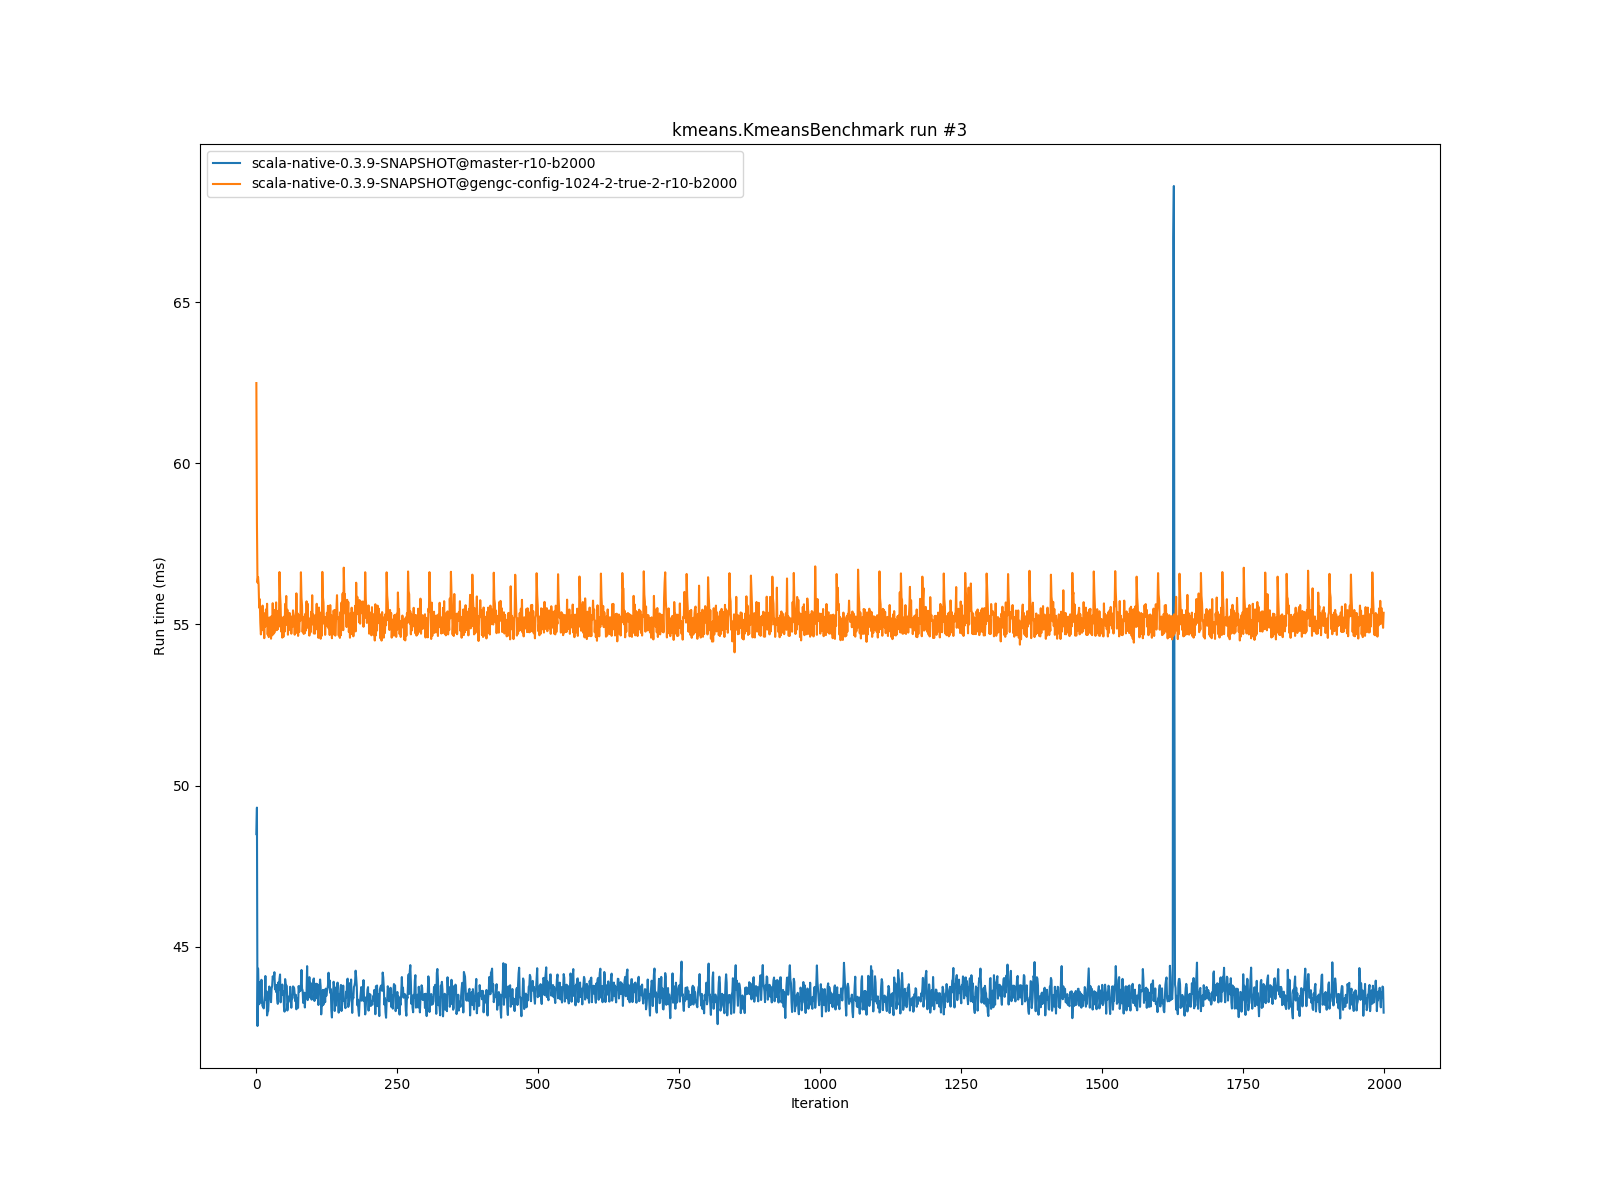 kmeans.KmeansBenchmark run #3
scala-native-0.3.9-SNAPSHOT@master-r10-b2000
scala-native-0.3.9-SNAPSHOT@gengc-config-1024-2-true-2-r10-b2000
65
60
55
50
45
Run time (ms)
0 250 500 750 1000 1250 1500 1750 2000
Iteration